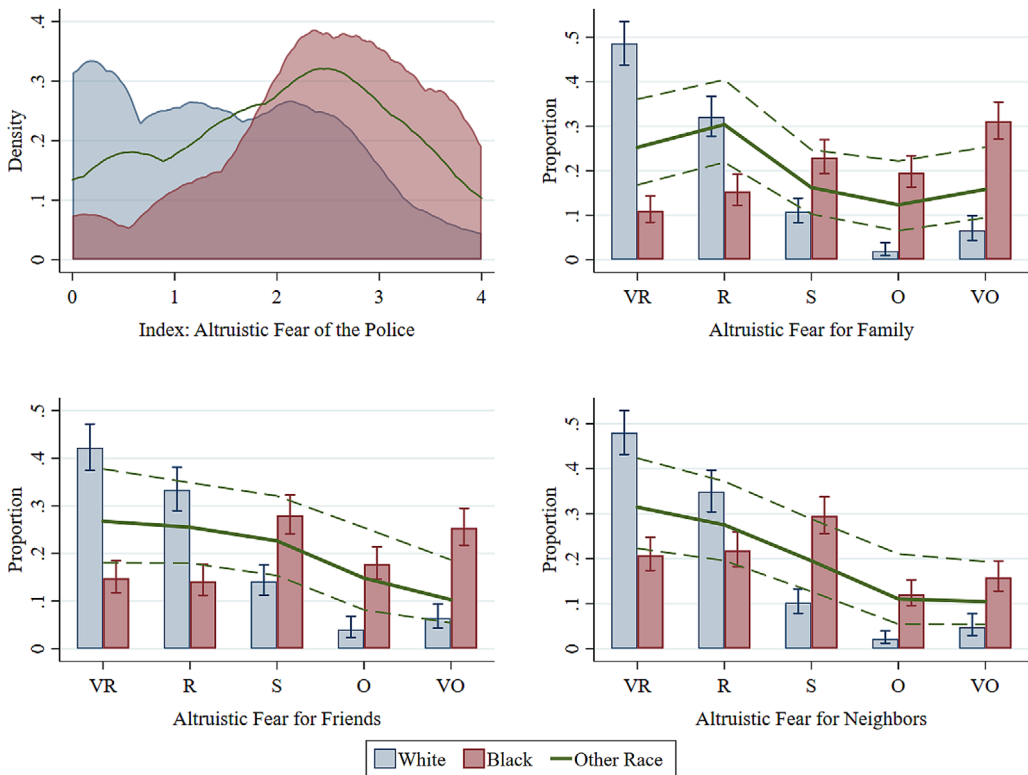 .4
.3
.2
.1
0
Density
0 1 2 3 4
Index: Altruistic Fear of the Police
.5
.4
.3
.2
.1
0
Proportion
VR R S O VO
Altruistic Fear for Family
.5
.4
.3
.2
.1
0
Proportion
VR R S O VO
Altruistic Fear for Friends
.5
.4
.3
.2
.1
0
Proportion
VR R S O VO
Altruistic Fear for Neighbors
White Black Other Race